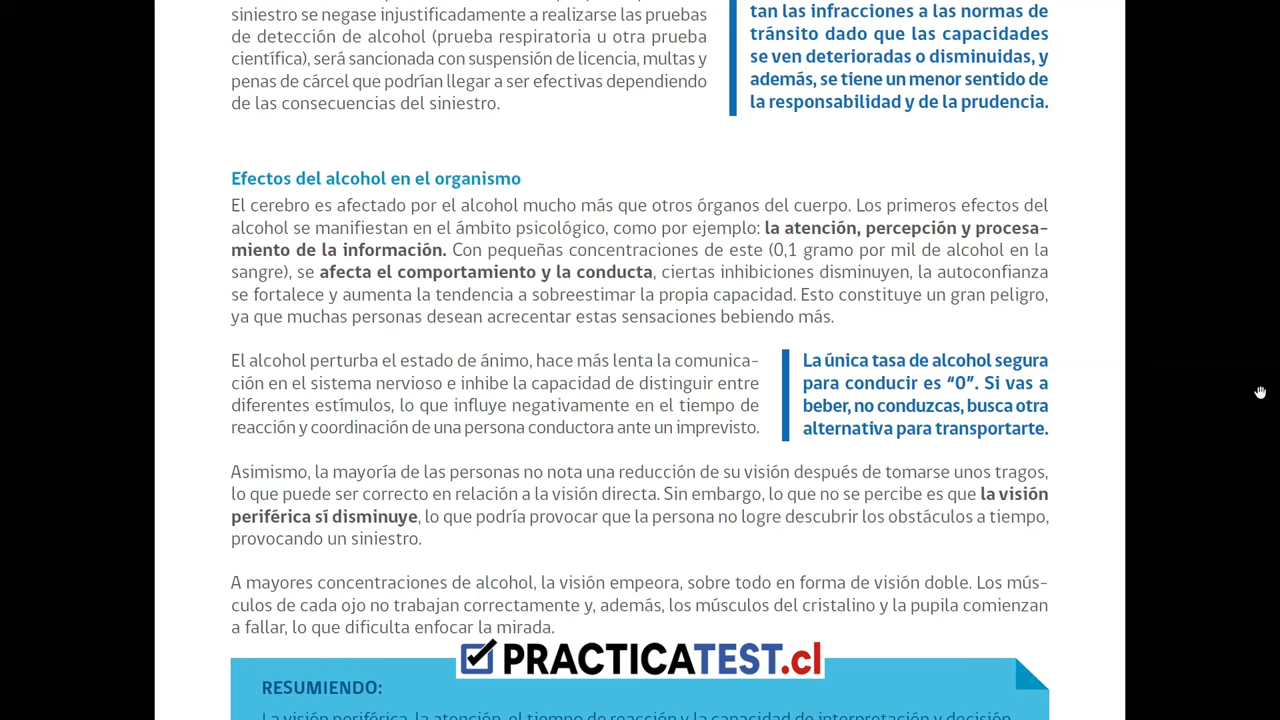 siniestro se negase injustificadamente a realizarse las pruebas
de detección de alcohol (prueba respiratoria u otra prueba
científica), será sancionada con suspensión de licencia, multas y
penas de cárcel que podrían llegar a ser efectivas dependiendo
de las consecuencias del siniestro.
tan las infracciones a las normas de
tránsito dado que las capacidades
se ven deterioradas o disminuidas, y
además, se tiene un menor sentido de
la responsabilidad y de la prudencia.
Efectos del alcohol en el organismo
El cerebro es afectado por el alcohol mucho más que otros órganos del cuerpo. Los primeros efectos del
alcohol se manifiestan en el ámbito psicológico, como por ejemplo: la atención, percepción y procesa-
miento de la información. Con pequeñas concentraciones de este (0,1 gramo por mil de alcohol en la
sangre), se afecta el comportamiento y la conducta, ciertas inhibiciones disminuyen, la autoconfianza
se fortalece y aumenta la tendencia a sobreestimar la propia capacidad. Esto constituye un gran peligro,
ya que muchas personas desean acrecentar estas sensaciones bebiendo más.
El alcohol perturba el estado de ánimo, hace más lenta la comunica-
ción en el sistema nervioso e inhibe la capacidad de distinguir entre
diferentes estímulos, lo que influye negativamente en el tiempo de
reacción y coordinación de una persona conductora ante un imprevisto.
La única tasa de alcohol segura
para conducir es “0”. Si vas a
beber, no conduzcas, busca otra
alternativa para transportarte.
Asimismo, la mayoría de las personas no nota una reducción de su visión después de tomarse unos tragos,
lo que puede ser correcto en relación a la visión directa. Sin embargo, lo que no se percibe es que la visión
periférica sí disminuye, lo que podría provocar que la persona no logre descubrir los obstáculos a tiempo,
provocando un siniestro.
A mayores concentraciones de alcohol, la visión empeora, sobre todo en forma de visión doble. Los mús-
culos de cada ojo no trabajan correctamente y, además, los músculos del cristalino y la pupila comienzan
a fallar, lo que dificulta enfocar la mirada.
PRACTICATEST.cl
RESUMIENDO:
La visión periférica, la atención, el tiempo de reacción y la capacidad de interpretación y decisión